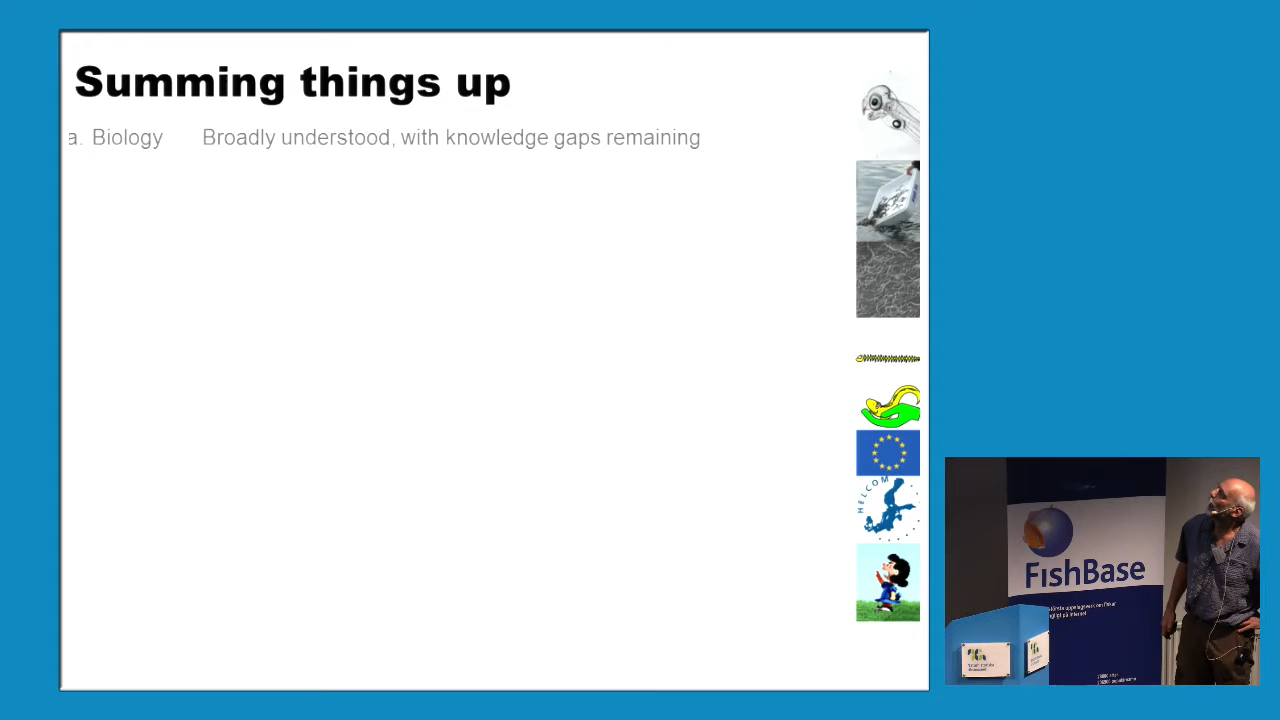 Summing things up
a. Biology Broadly understood, with knowledge gaps remaining
HELCOM
FishBase